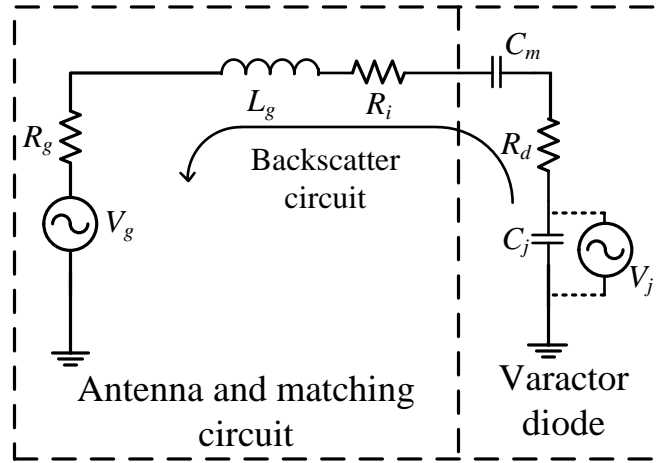 C_m
L_g
R_i
R_g
R_d
Backscatter
circuit
V_g
C_j
V_j
Antenna and matching
circuit
Varactor
diode